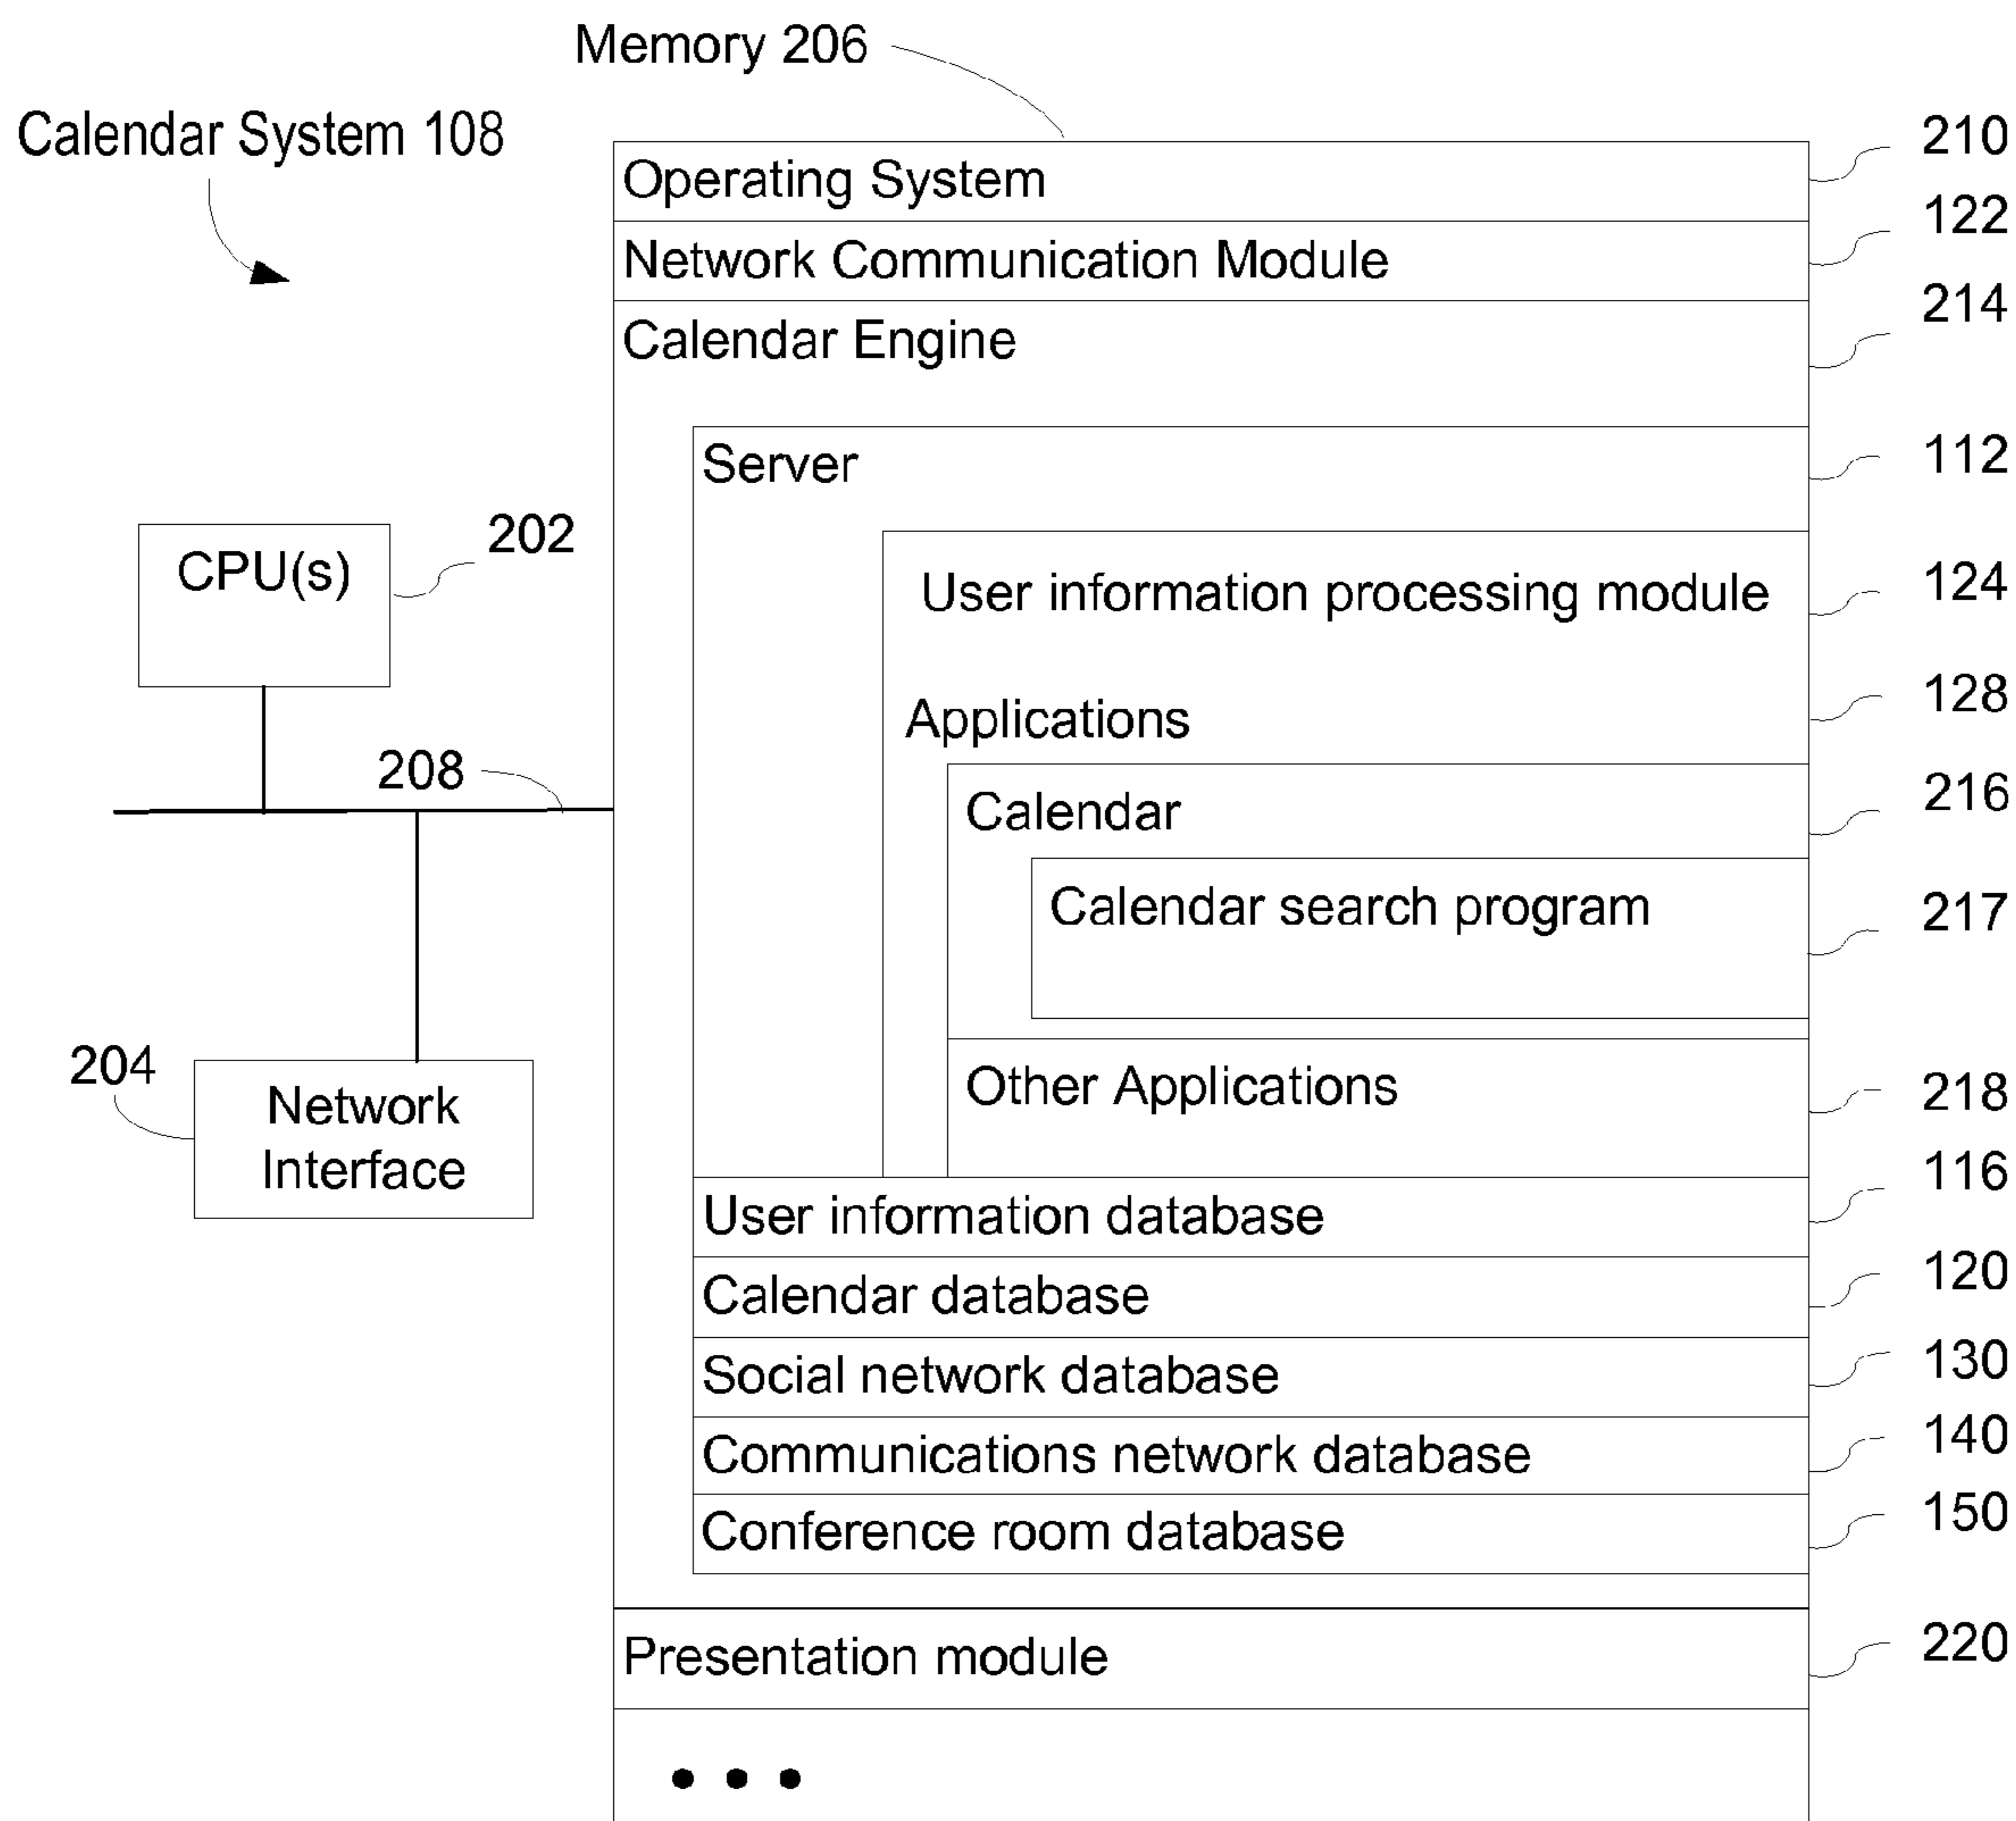 Memory 206
Calendar System 108
Operating System 210
Network Communication Module 122
Calendar Engine 214
Server 112
CPU(s) 202
User information processing module 124
Applications 128
208
Calendar 216
Calendar search program 217
204
Network
Interface
Other Applications 218
User information database 116
Calendar database 120
Social network database 130
Communications network database 140
Conference room database 150
Presentation module 220
• • •